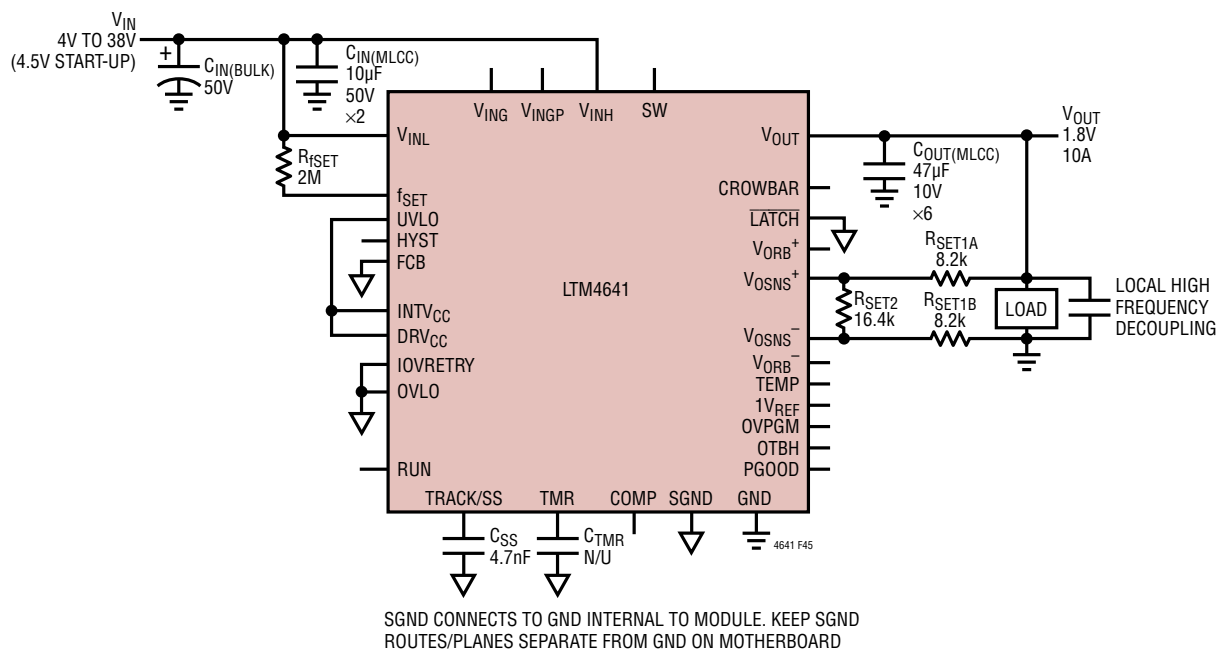 VIN
4V TO 38V
(4.5V START-UP)
+
CIN(BULK)
50V
CIN(MLCC)
10µF
50V
×2
VING
VINGP
VINH
SW
VINL
RfSET
2M
fSET
UVLO
HYST
FCB
INTVCC
DRVCC
IOVRETRY
OVLO
RUN
LTM4641
VOUT
CROWBAR
LATCH
VORB+
VOSNS+
VOSNS−
VORB−
TEMP
1VREF
OVPGM
OTBH
PGOOD
TRACK/SS
TMR
COMP
SGND
GND
VOUT
1.8V
10A
COUT(MLCC)
47µF
10V
×6
RSET1A
8.2k
RSET2
16.4k
RSET1B
8.2k
LOAD
LOCAL HIGH
FREQUENCY
DECOUPLING
CSS
4.7nF
CTMR
N/U
4641 F45
SGND CONNECTS TO GND INTERNAL TO MODULE. KEEP SGND
ROUTES/PLANES SEPARATE FROM GND ON MOTHERBOARD